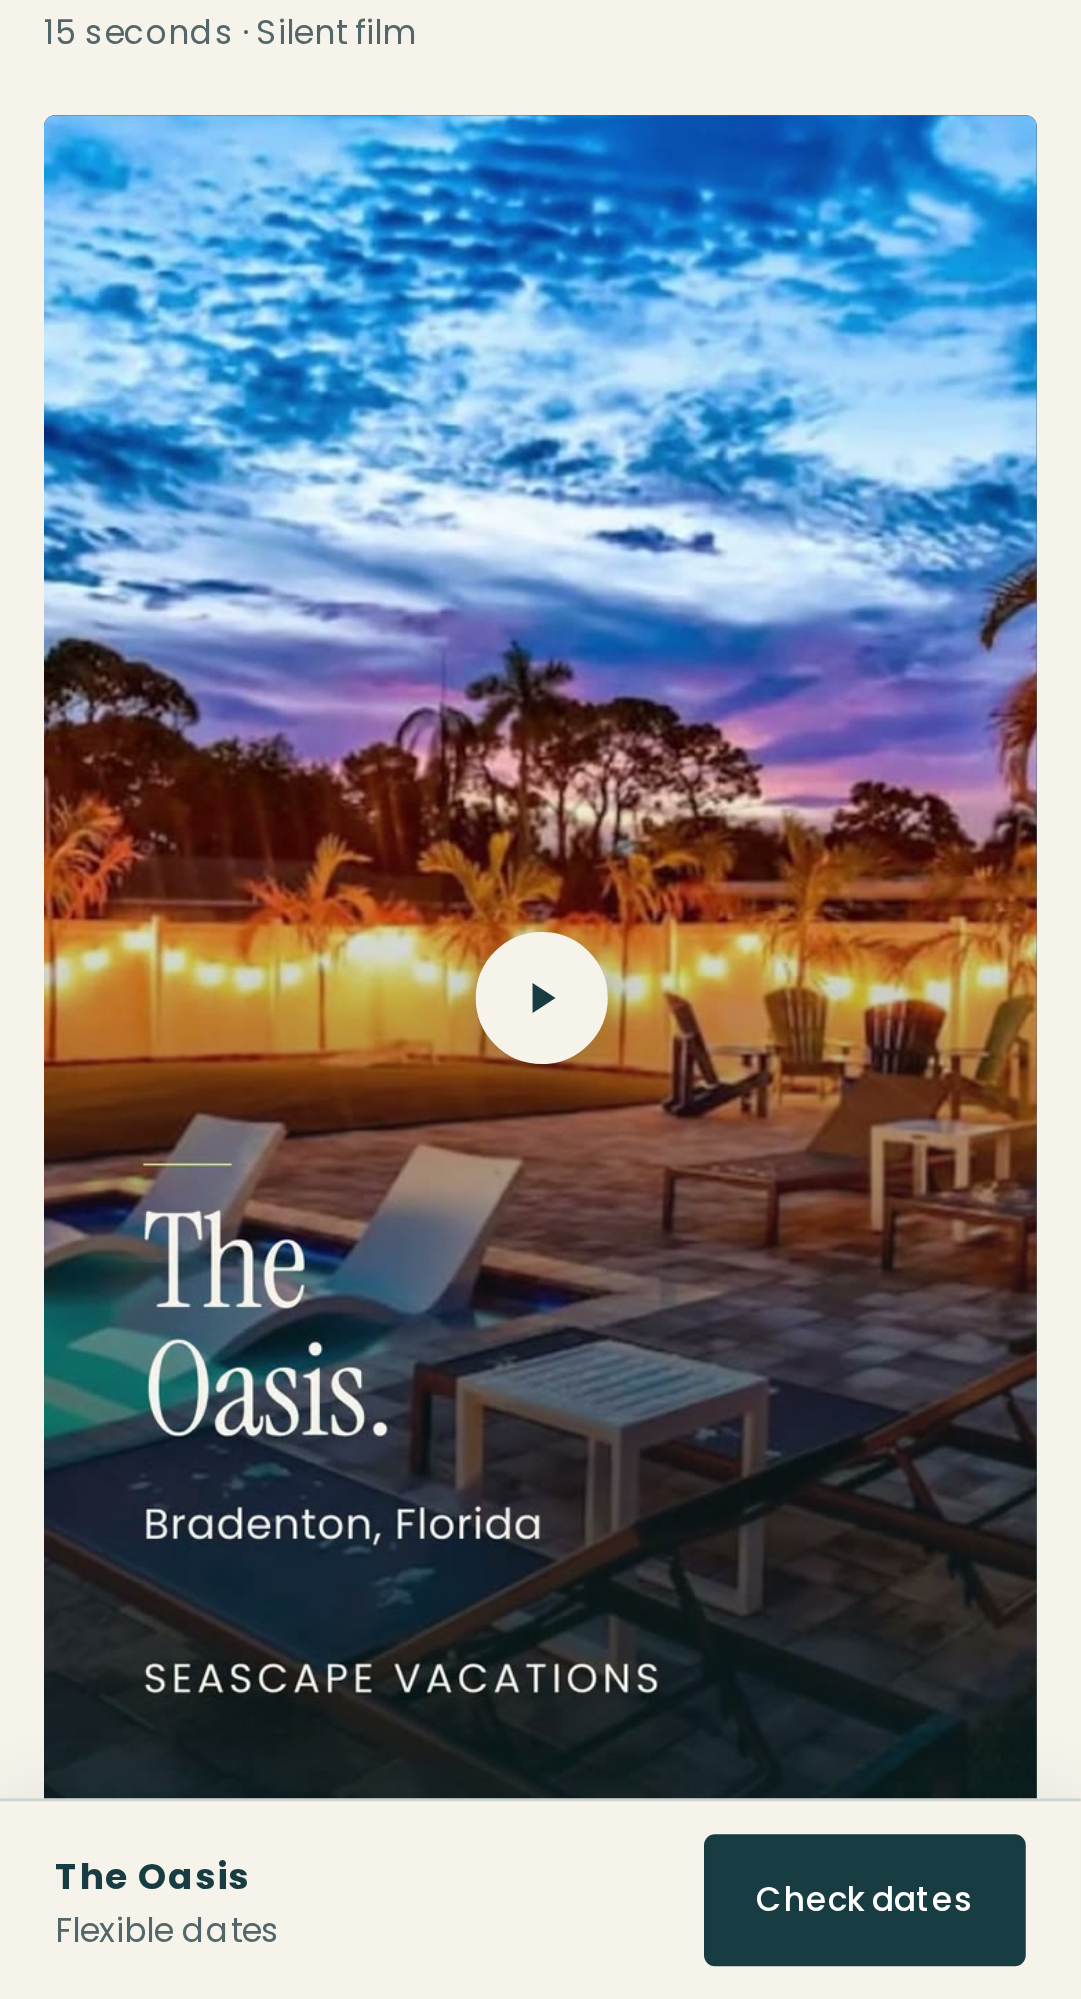 15 seconds · Silent film
The
Oasis.
Bradenton, Florida
SEASCAPE VACATIONS
The Oasis
Flexible dates
Check dates